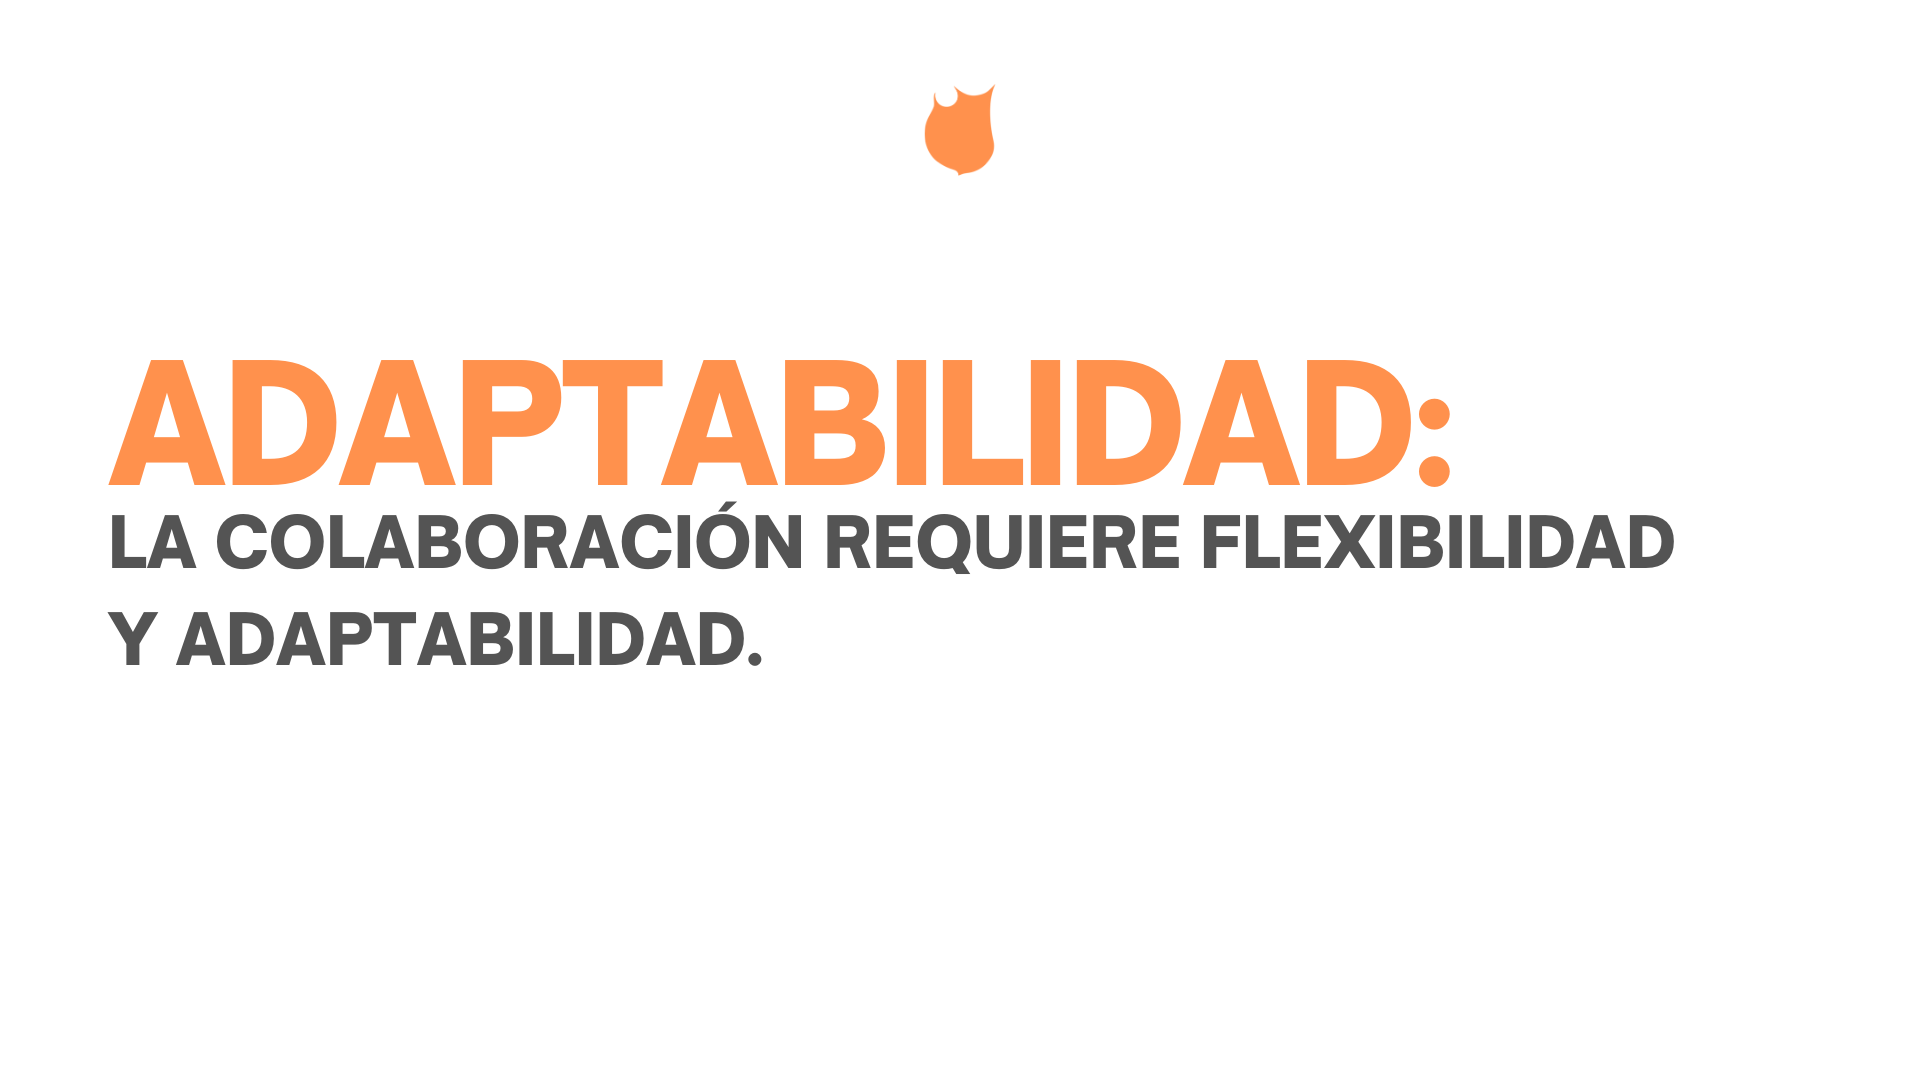 ADAPTABILIDAD:
LA COLABORACIÓN REQUIERE FLEXIBILIDAD
Y ADAPTABILIDAD.